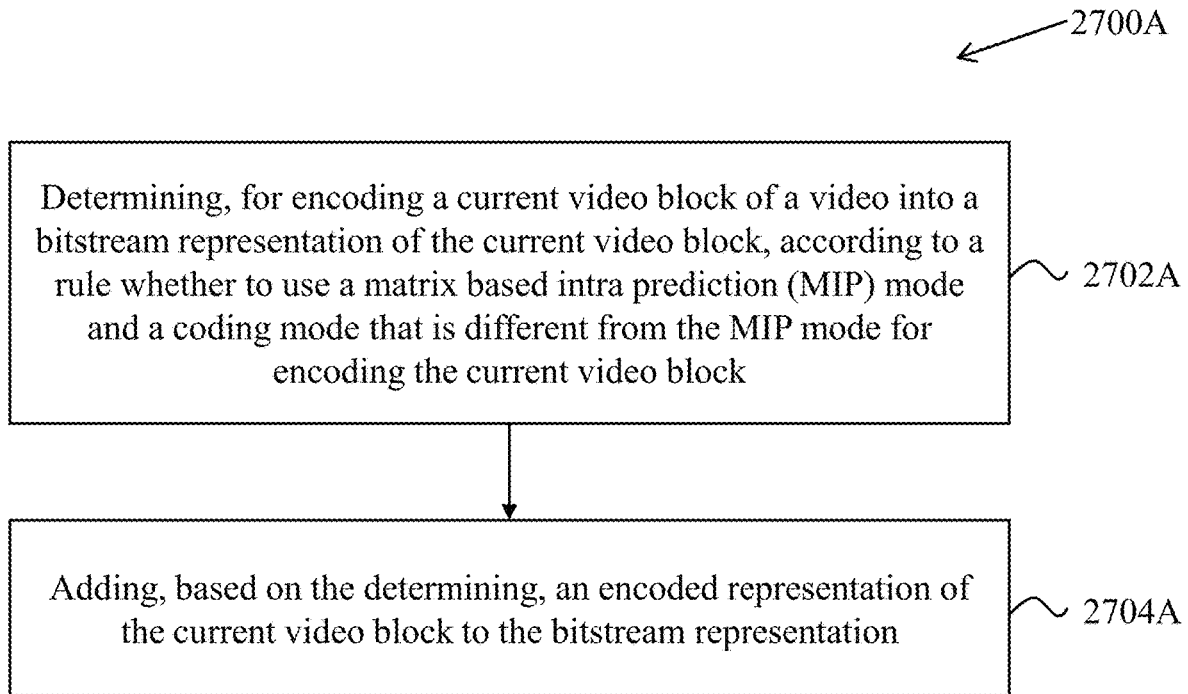 2700A
Determining, for encoding a current video block of a video into a
bitstream representation of the current video block, according to a
rule whether to use a matrix based intra prediction (MIP) mode
and a coding mode that is different from the MIP mode for
encoding the current video block
2702A
Adding, based on the determining, an encoded representation of
the current video block to the bitstream representation
2704A